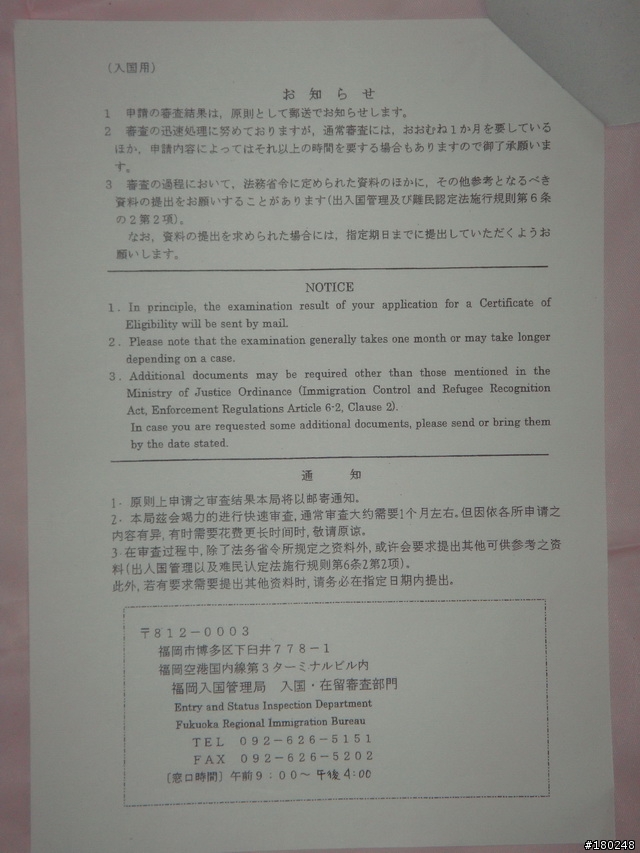 （入国用）
お知らせ
１　申請の審査結果は、原則として郵送でお知らせします。
２　審査の迅速処理に努めておりますが、通常審査には、おおむね１か月を要している
ほか、申請内容によってはそれ以上の時間を要する場合もありますので御了承願いま
す。
３　審査の過程において、法務省令に定められた資料のほかに、その他参考となるべき
資料の提出をお願いすることがあります（出入国管理及び難民認定法施行規則第６条
の２第２項）。
なお、資料の提出を求められた場合には、指定期日までに提出していただくようお
願いします。
NOTICE
1. In principle, the examination result of your application for a Certificate of
Eligibility will be sent by mail.
2. Please note that the examination generally takes one month or may take longer
depending on a case.
3. Additional documents may be required other than those mentioned in the
Ministry of Justice Ordinance (Immigration Control and Refugee Recognition
Act, Enforcement Regulations Article 6-2, Clause 2).
In case you are requested some additional documents, please send or bring them
by the date stated.
通　知
1. 原则上申请之审查结果本局将以邮寄通知。
2. 本局兹会竭力的进行快速审查,通常审查大约需要1个月左右。但因依各所申请之
内容有异,有时需要花费更长时间时,敬请原谅。
3.在审查过程中,除了法务省令所规定之资料外,或许会要求提出其他可供参考之资
料(出入国管理以及难民认定法施行规则第6条2第2项)。
此外,若有要求需要提出其他资料时,请务必在指定日期内提出。
〒８１２－０００３
福岡市博多区下臼井７７８－１
福岡空港国内線第３ターミナルビル内
福岡入国管理局　入国・在留審査部門
Entry and Status Inspection Department
Fukuoka Regional Immigration Bureau
ＴＥＬ　０９２－６２６－５１５１
ＦＡＸ　０９２－６２６－５２０２
［窓口時間］午前９：００～午後4:00
#180248